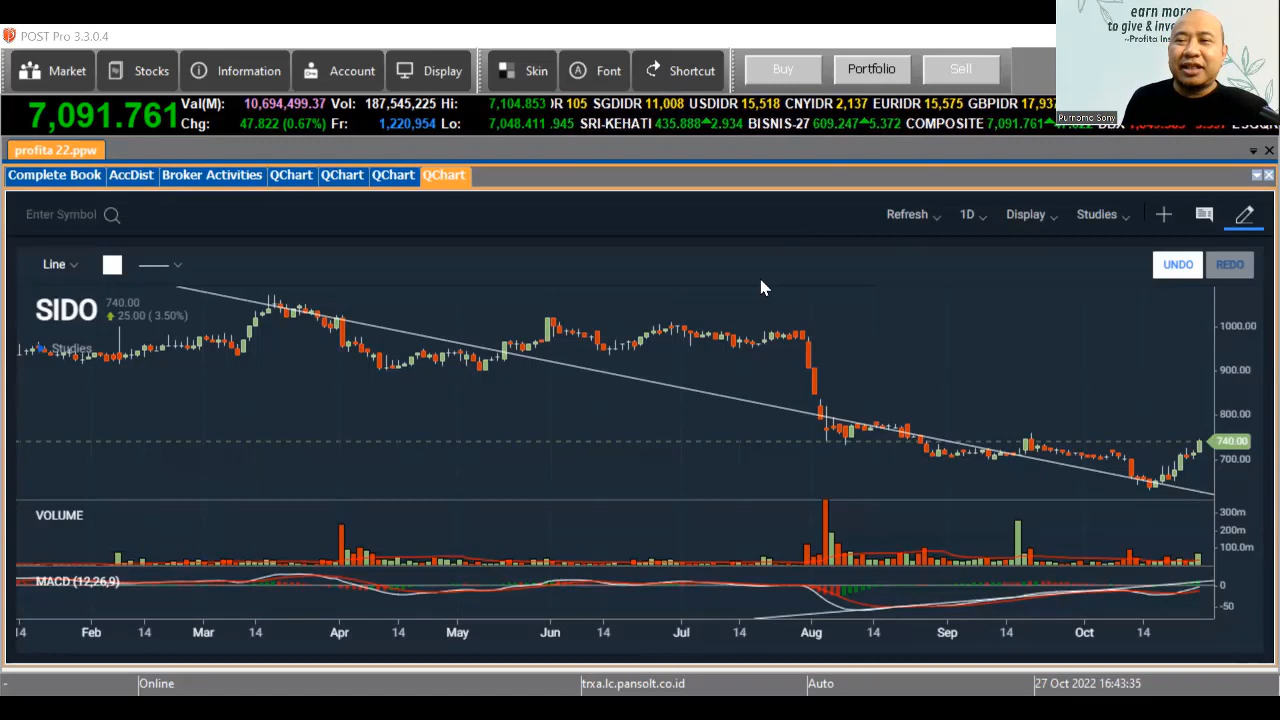 earn more
to give & inve
~Profita Ins
Purnomo Sony
POST Pro 3.3.0.4
Market
Stocks
Information
Account
Display
Skin
Font
Shortcut
Buy
Portfolio
Sell
7,091.761
Val(M): 10,694,499.37 Vol: 187,545,225 Hi: 7,104.853
Chg: 47.822 (0.67%) Fr: 1,220,954 Lo: 7,048.411
DR 105 SGDIDR 11,008 USDIDR 15,518 CNYIDR 2,137 EURIDR 15,575 GBPIDR 17,937
.945 SRI-KEHATI 435.888 2.934 BISNIS-27 609.247 5.372 COMPOSITE 7,091.761
profita 22.ppw
Complete Book AccDist Broker Activities QChart QChart QChart QChart
Enter Symbol
Refresh 1D Display Studies
Line
UNDO REDO
SIDO 740.00
25.00 ( 3.50%)
Studies
1000.00
900.00
800.00
740.00
700.00
VOLUME
300m
200m
100.0m
MACD (12,26,9)
0
-50
14 Feb 14 Mar 14 Apr 14 May Jun 14 Jul 14 Aug 14 Sep 14 Oct 14
- Online trxa.lc.pansolt.co.id Auto 27 Oct 2022 16:43:35